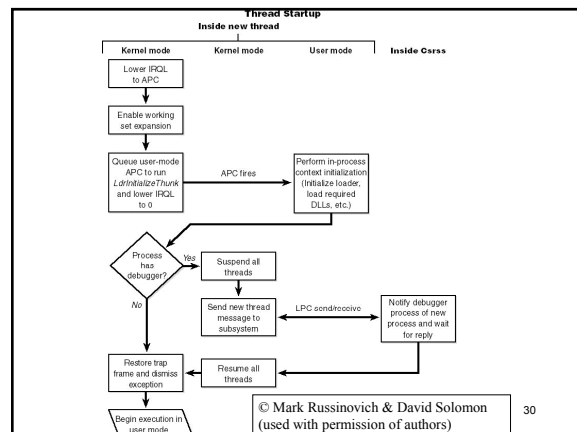 Thread Startup
Inside new thread
Kernel mode
Kernel mode
User mode
Inside Csrss
Lower IRQL
to APC
Enable working
set expansion
Queue user-mode
APC to run
LdrInitializeThunk
and lower IRQL
to 0
APC fires
Perform in-process
context initialization
(Initialize loader,
load required
DLLs, etc.)
Process
has
debugger?
Yes
Suspend all
threads
No
Send new thread
message to
subsystem
LPC send/receive
Notify debugger
process of new
process and wait
for reply
Restore trap
frame and dismiss
exception
Resume all
threads
Begin execution in
user mode
© Mark Russinovich & David Solomon
(used with permission of authors)
30